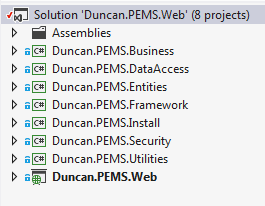 Solution 'Duncan.PEMS.Web' (8 projects)
Assemblies
C# Duncan.PEMS.Business
C# Duncan.PEMS.DataAccess
C# Duncan.PEMS.Entities
C# Duncan.PEMS.Framework
C# Duncan.PEMS.Install
C# Duncan.PEMS.Security
C# Duncan.PEMS.Utilities
Duncan.PEMS.Web